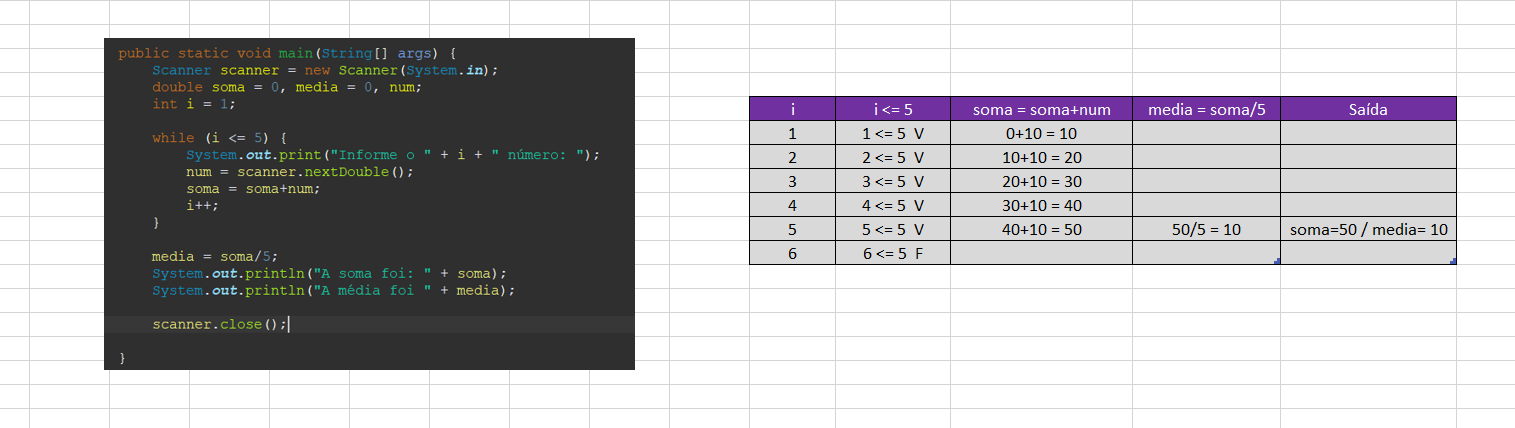 public static void main(String[] args) {
Scanner scanner = new Scanner(System.in);
double soma = 0, media = 0, num;
int i = 1;
while (i <= 5) {
System.out.print("Informe o " + i + " número: ");
num = scanner.nextDouble();
soma = soma+num;
i++;
}
media = soma/5;
System.out.println("A soma foi: " + soma);
System.out.println("A média foi " + media);
scanner.close();
}
i i <= 5 soma = soma+num media = soma/5 Saída
1 1 <= 5 V 0+10 = 10
2 2 <= 5 V 10+10 = 20
3 3 <= 5 V 20+10 = 30
4 4 <= 5 V 30+10 = 40
5 5 <= 5 V 40+10 = 50 50/5 = 10 soma=50 / media= 10
6 6 <= 5 F